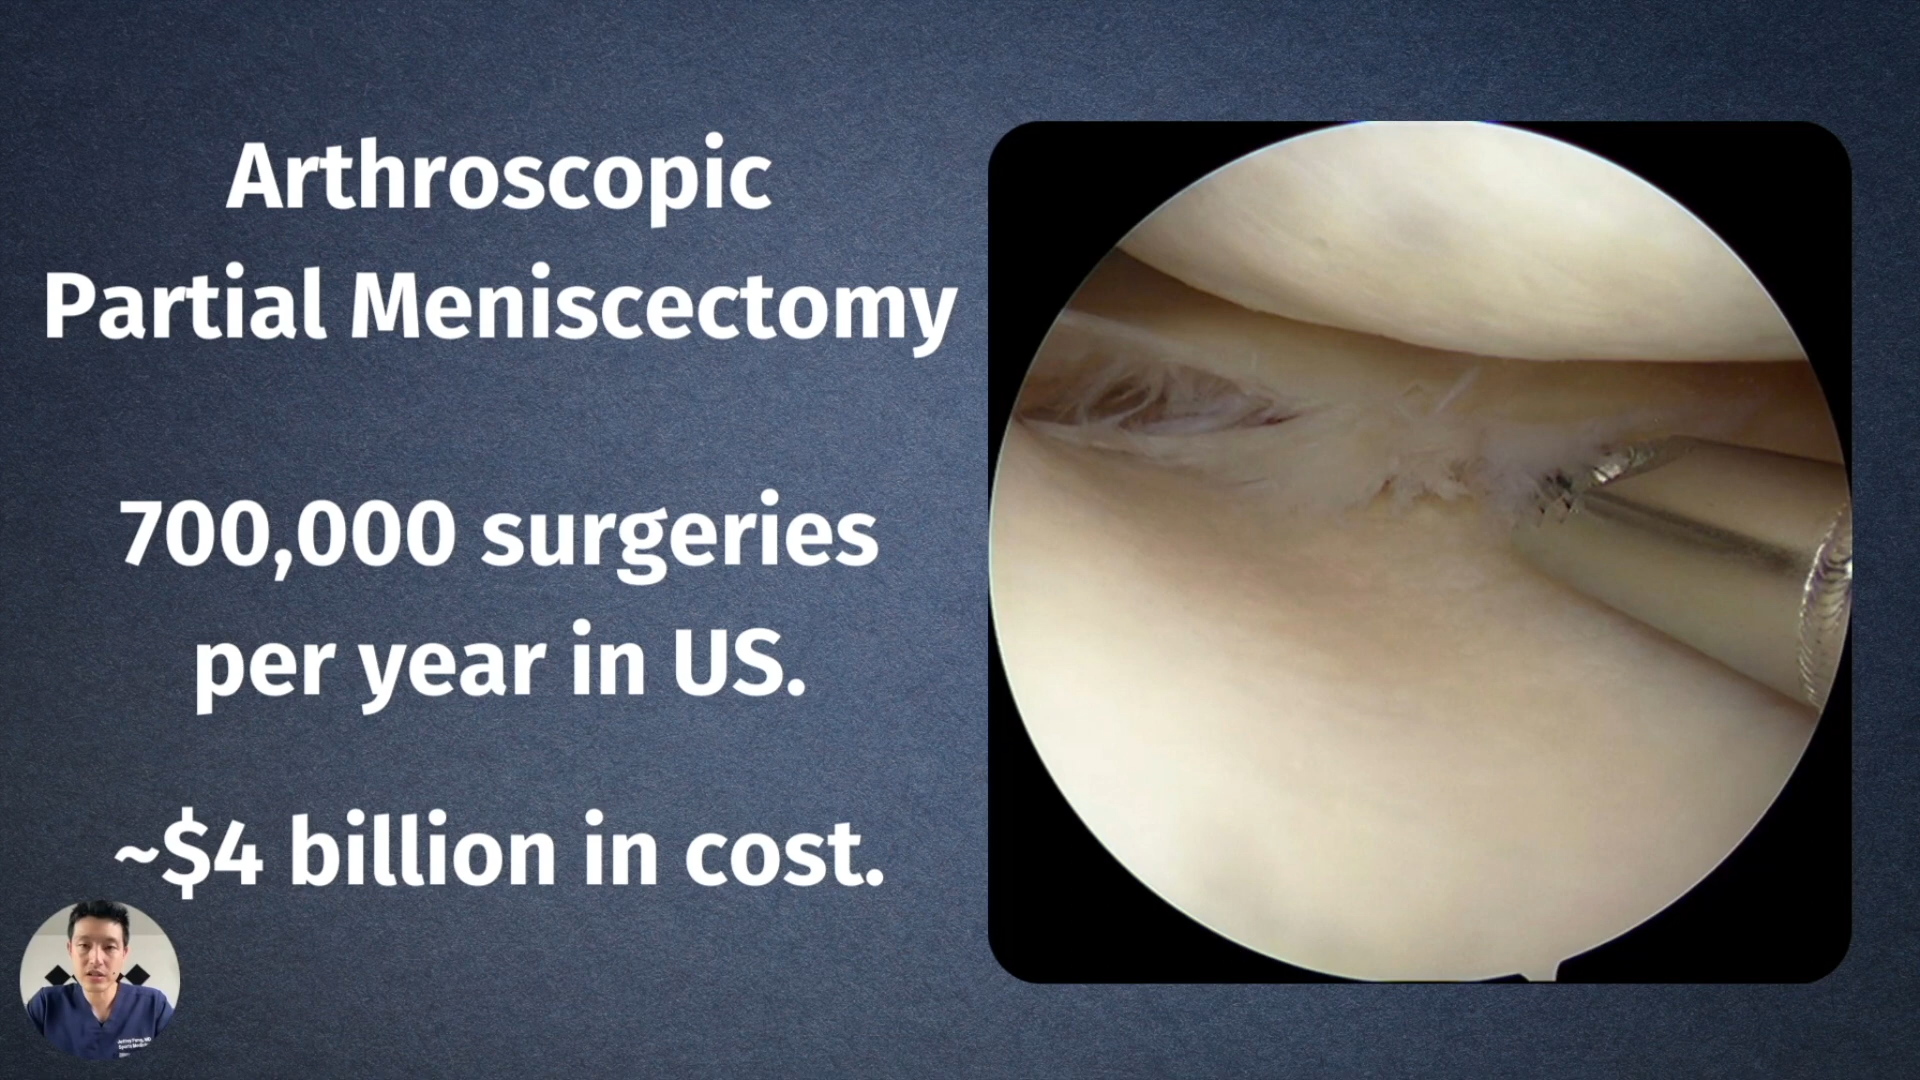 Arthroscopic
Partial Meniscectomy
700,000 surgeries
per year in US.
~$4 billion in cost.